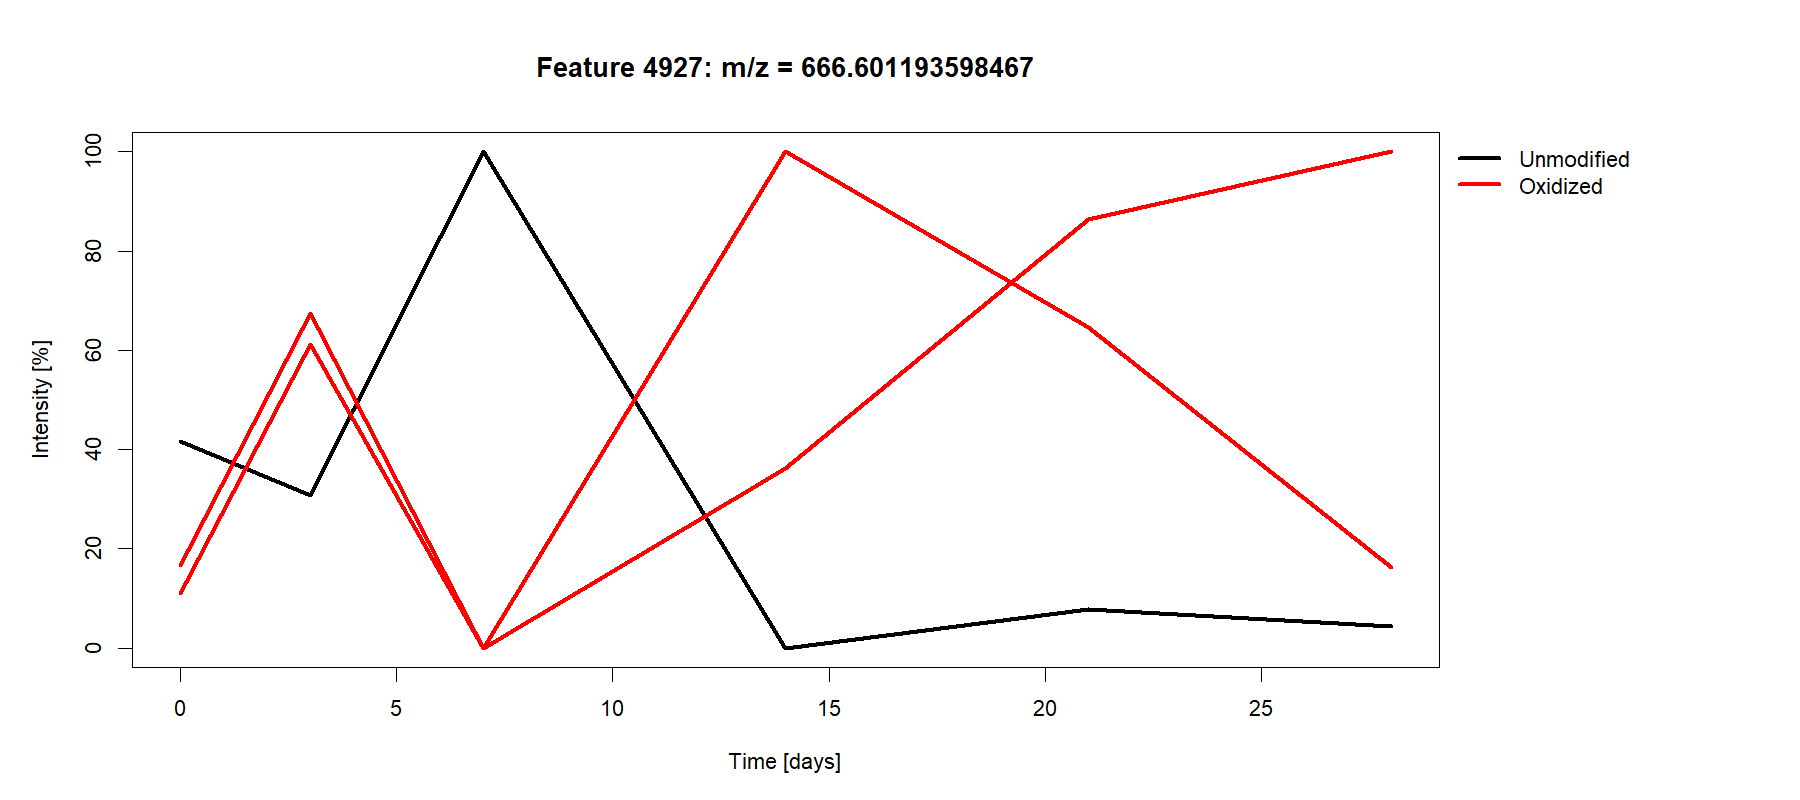 Feature 4927: m/z = 666.601193598467
Unmodified
Oxidized
Intensity [%]
100
80
60
40
20
0
0 5 10 15 20 25
Time [days]